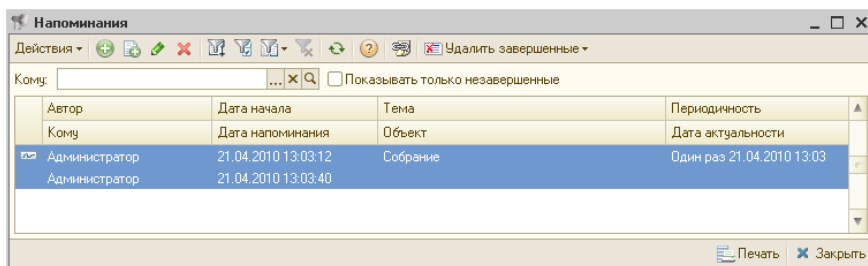 Напоминания
Действия Удалить завершенные
Кому: ... Показывать только незавершенные
Автор Дата начала Тема Периодичность
Кому Дата напоминания Объект Дата актуальности
Администратор 21.04.2010 13:03:12 Собрание Один раз 21.04.2010 13:03
Администратор 21.04.2010 13:03:40
Печать Закрыть